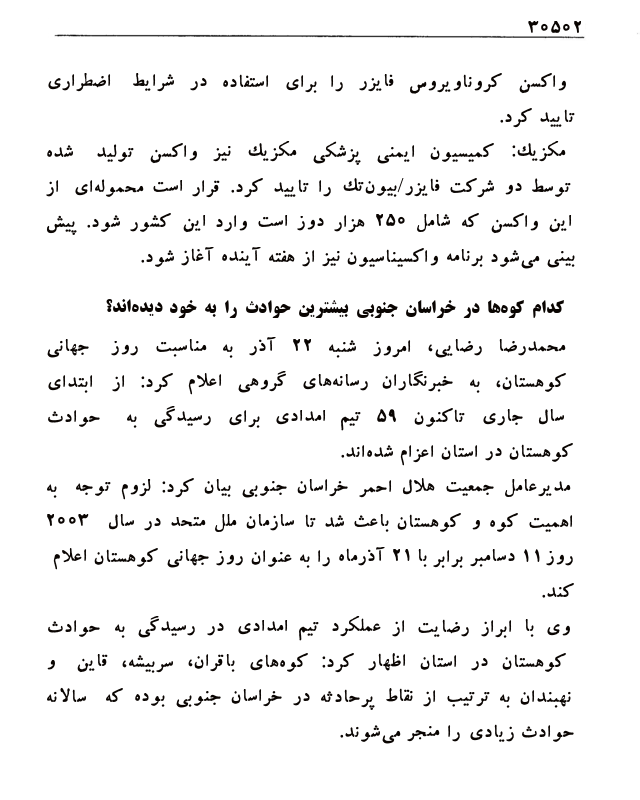 ۳۰۵۰۲
واکسن کروناویروس فایزر را برای استفاده در شرایط اضطراری
تایید کرد.
مکزیك: کمیسیون ایمنی پزشکی مکزیك نیز واکسن تولید شده
توسط دو شرکت فایزر/بیون‌تك را تایید کرد. قرار است محموله‌ای از
این واکسن که شامل ۲۵۰ هزار دوز است وارد این کشور شود. پیش
بینی می‌شود برنامه واکسیناسیون نیز از هفته آینده آغاز شود.
کدام کوه‌ها در خراسان جنوبی بیشترین حوادث را به خود دیده‌اند؟
محمدرضا رضایی، امروز شنبه ۲۲ آذر به مناسبت روز جهانی
کوهستان، به خبرنگاران رسانه‌های گروهی اعلام کرد: از ابتدای
سال جاری تاکنون ۵۹ تیم امدادی برای رسیدگی به حوادث
کوهستان در استان اعزام شده‌اند.
مدیرعامل جمعیت هلال احمر خراسان جنوبی بیان کرد: لزوم توجه به
اهمیت کوه و کوهستان باعث شد تا سازمان ملل متحد در سال ۲۰۰۳
روز ۱۱ دسامبر برابر با ۲۱ آذرماه را به عنوان روز جهانی کوهستان اعلام
کند.
وی با ابراز رضایت از عملکرد تیم امدادی در رسیدگی به حوادث
کوهستان در استان اظهار کرد: کوه‌های باقران، سربیشه، قاین و
نهبندان به ترتیب از نقاط پرحادثه در خراسان جنوبی بوده که سالانه
حوادث زیادی را منجر می‌شوند.